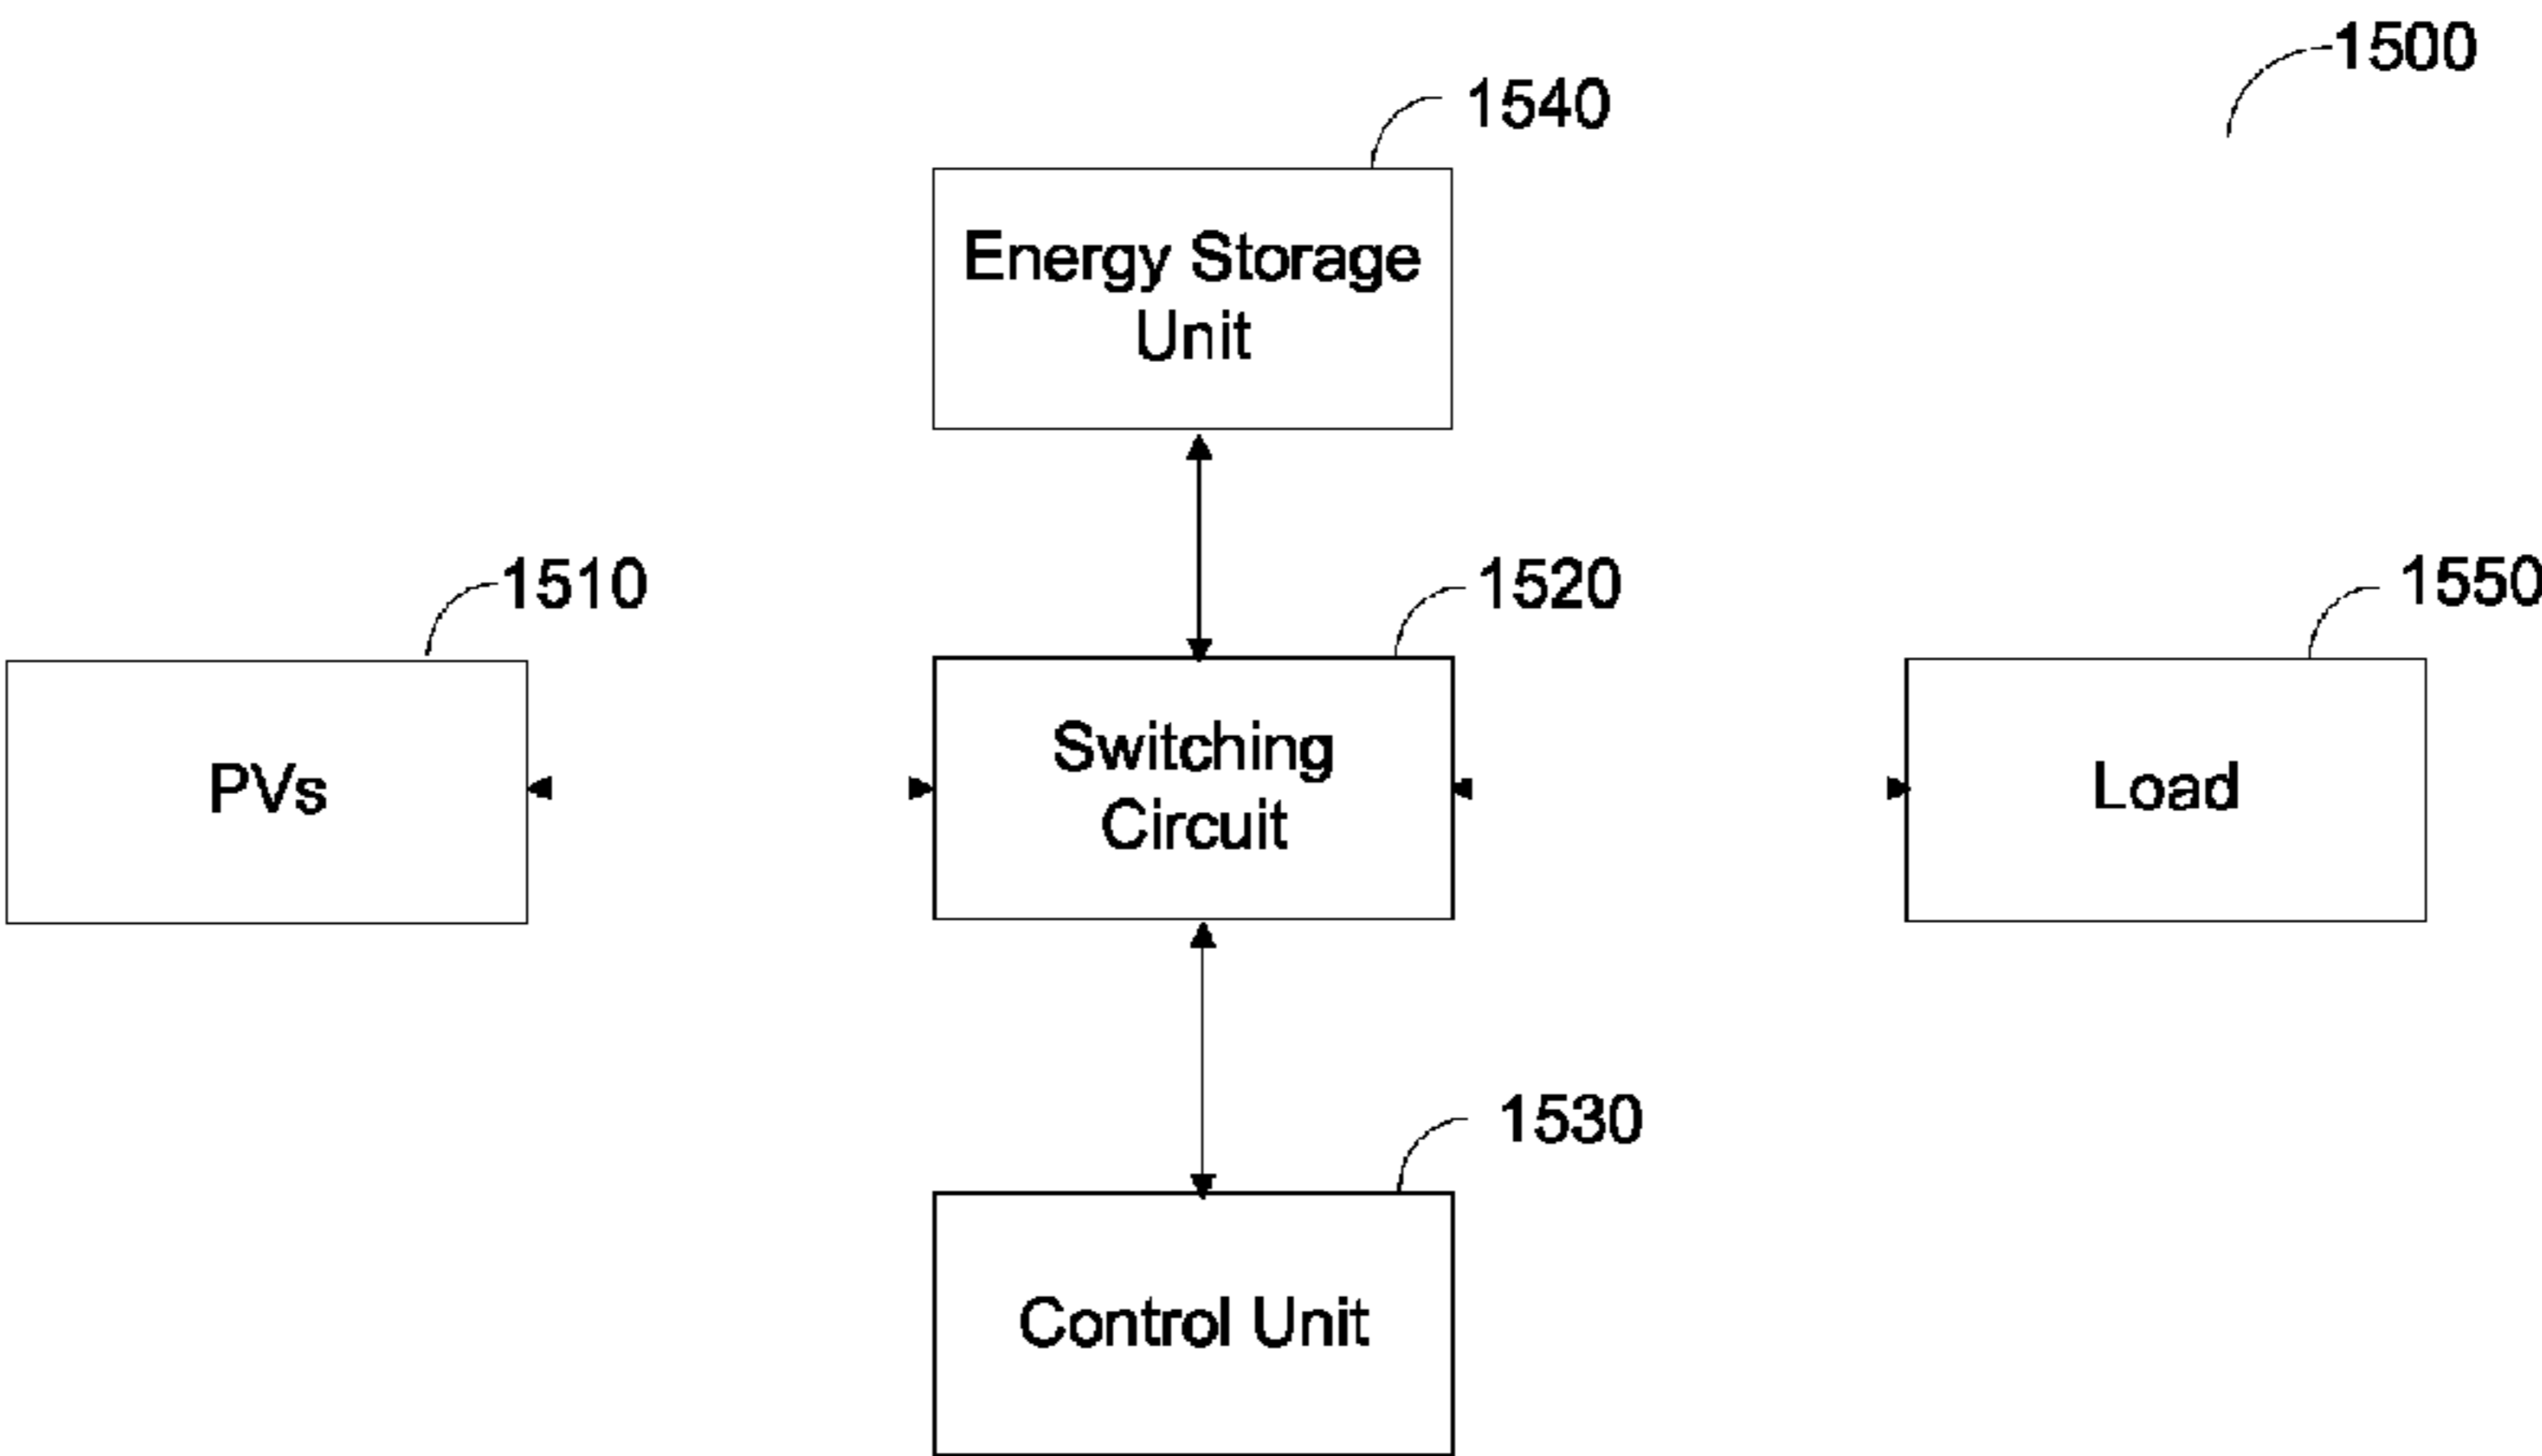 1500
1540
Energy Storage
Unit
1510
1520
1550
PVs
Switching
Circuit
Load
1530
Control Unit